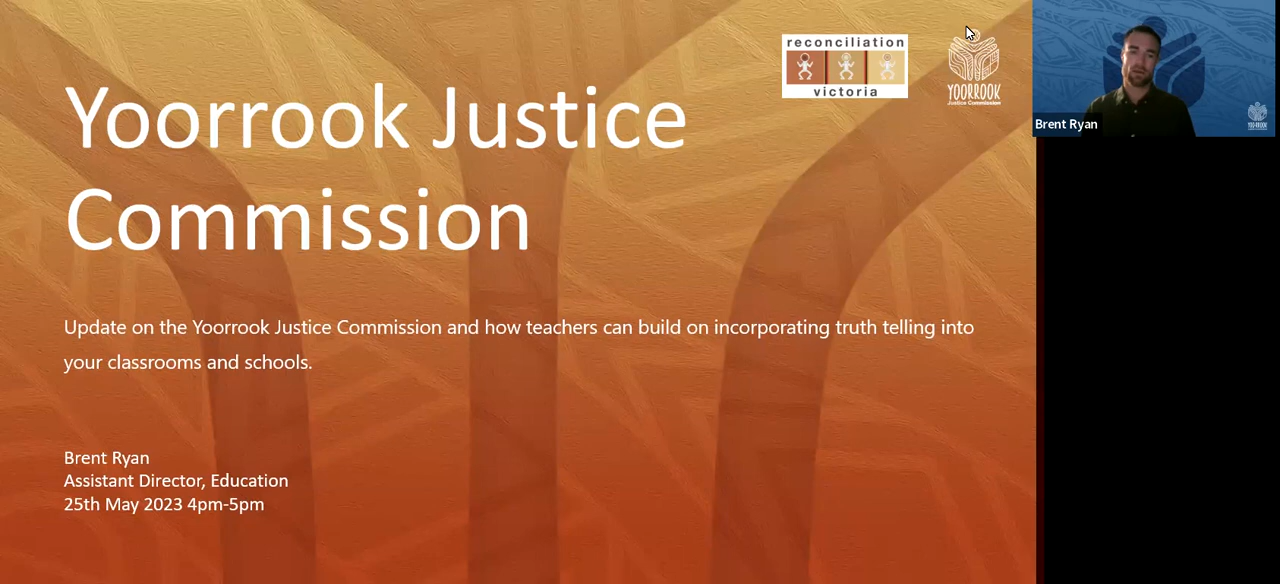 reconciliation
victoria
YOORROOK
Justice Commission
Brent Ryan
YOORROOK
Yoorrook Justice
Commission
Update on the Yoorrook Justice Commission and how teachers can build on incorporating truth telling into
your classrooms and schools.
Brent Ryan
Assistant Director, Education
25th May 2023 4pm-5pm